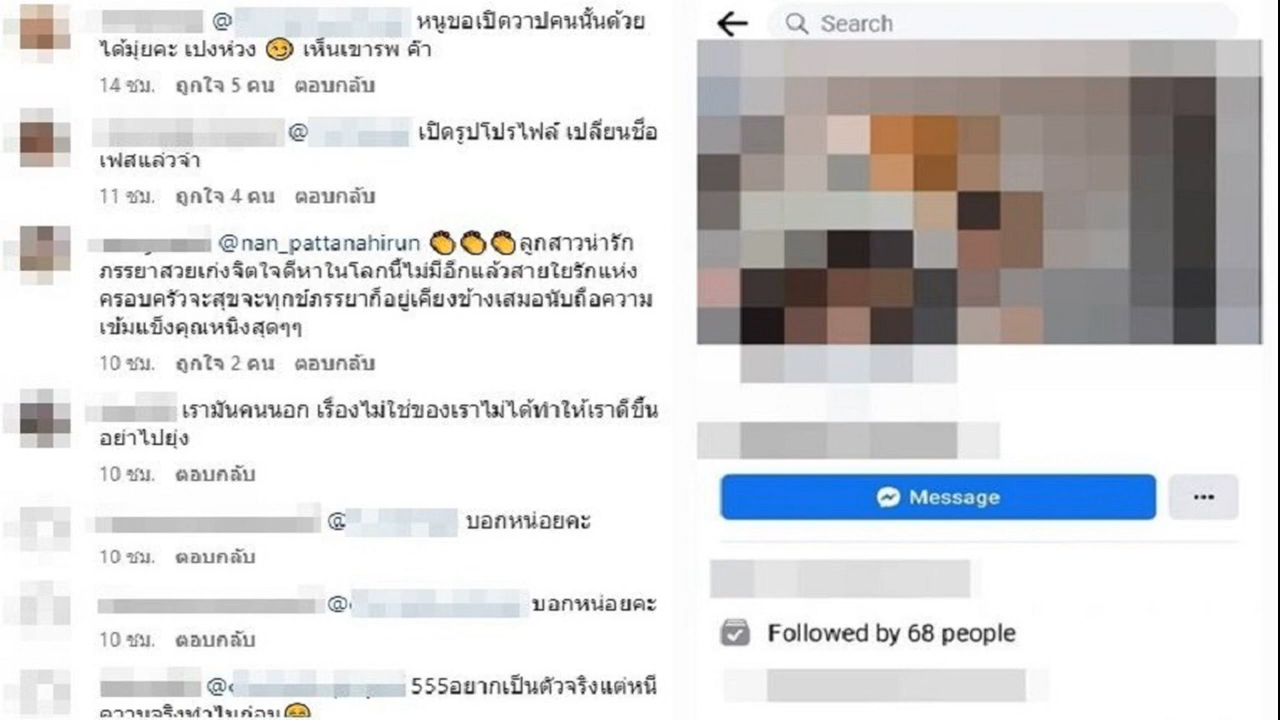 @ หนูขอเปิดวาปคนนั้นด้วย
ได้มุ่ยคะ เปงห่วง 😏 เห็นเขารพ ค้า
14 ชม. ถูกใจ 5 คน ตอบกลับ
@ เปิดรูปโปรไฟล์ เปลี่ยนชื่อ
เฟสแล้วจ้า
11 ชม. ถูกใจ 4 คน ตอบกลับ
@nan_pattanahirun 👏👏👏ลูกสาวน่ารัก
ภรรยาสวยเก่งจิตใจดีหาในโลกนี้ไม่มีอีกแล้วสายใยรักแห่ง
ครอบครัวจะสุขจะทุกข์ภรรยาก็อยู่เคียงข้างเสมอนับถือความ
เข้มแข็งคุณหนิงสุดๆๆ
10 ชม. ถูกใจ 2 คน ตอบกลับ
เรามันคนนอก เรื่องไม่ใช่ของเราไม่ได้ทำให้เราดีขึ้น
อย่าไปยุ่ง
10 ชม. ตอบกลับ
@ บอกหน่อยคะ
10 ชม. ตอบกลับ
@ บอกหน่อยคะ
10 ชม. ตอบกลับ
@ 555อยากเป็นตัวจริงแต่หนี
ความจริงทำไมก่อน😄
Search
Message
Followed by 68 people